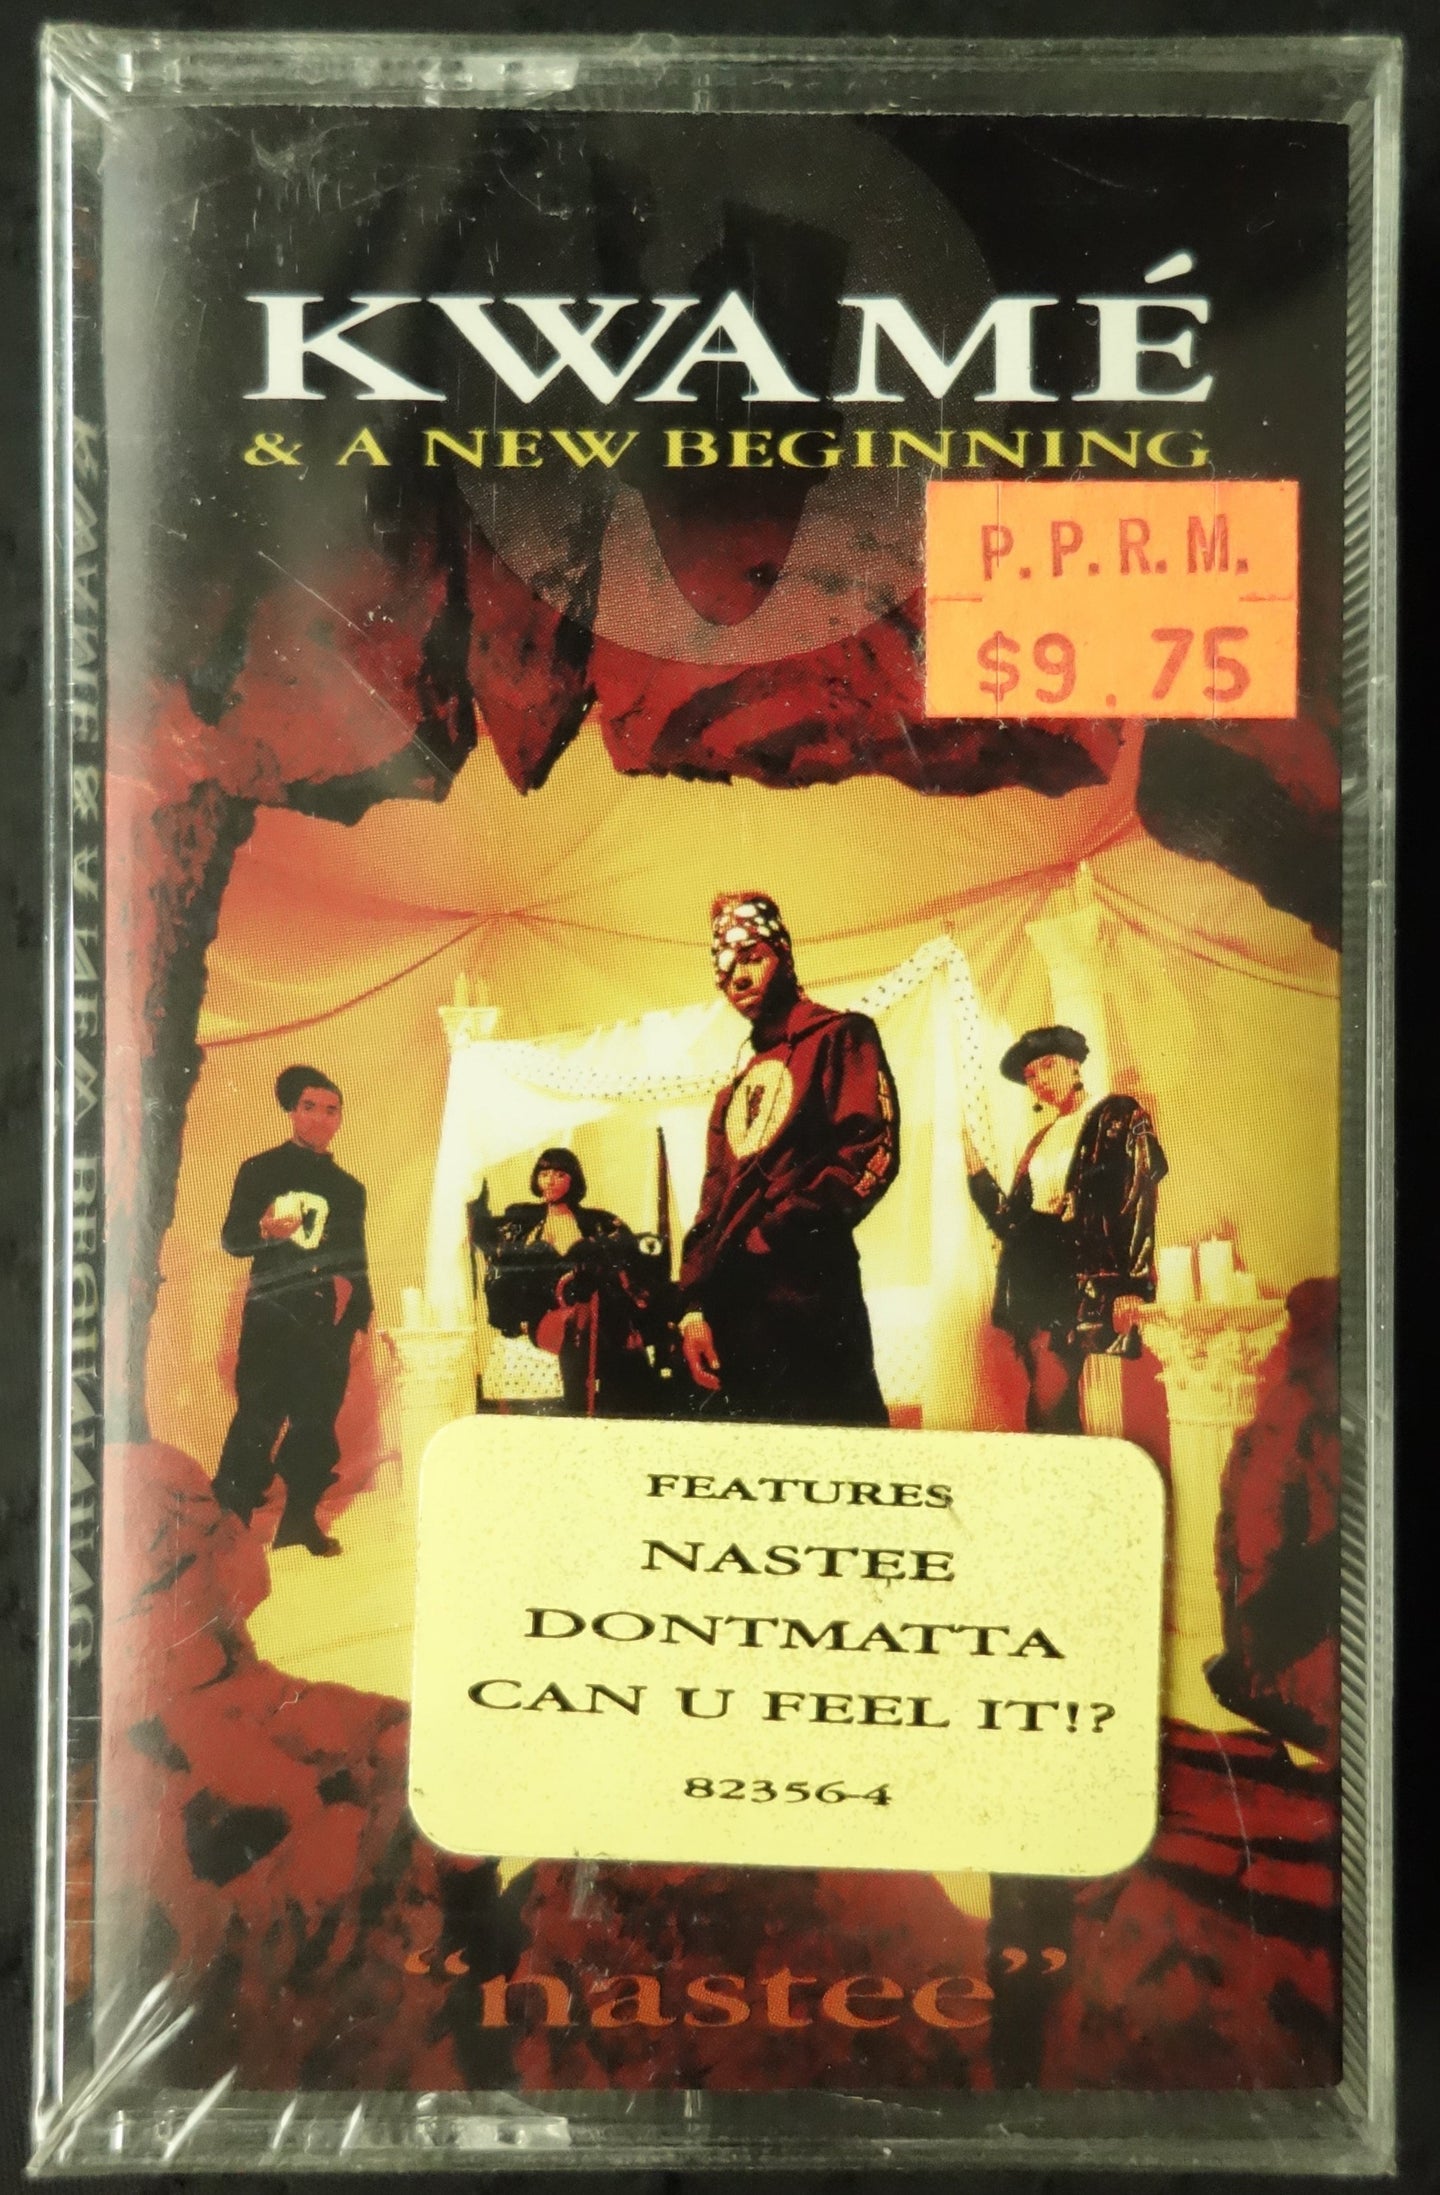 KWAMÉ
& A NEW BEGINNING
P.P.R.M.
$9.75
FEATURES
NASTEE
DONTMATTA
CAN U FEEL IT!?
82356-4
“nastee”
KWAMÉ & A NEW BEGINNING